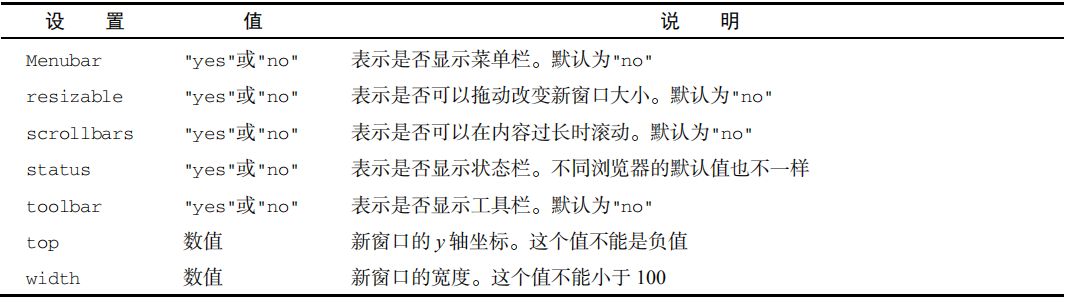 设 置 值 说 明
Menubar "yes"或"no" 表示是否显示菜单栏。默认为"no"
resizable "yes"或"no" 表示是否可以拖动改变新窗口大小。默认为"no"
scrollbars "yes"或"no" 表示是否可以在内容过长时滚动。默认为"no"
status "yes"或"no" 表示是否显示状态栏。不同浏览器的默认值也不一样
toolbar "yes"或"no" 表示是否显示工具栏。默认为"no"
top 数值 新窗口的 y 轴坐标。这个值不能是负值
width 数值 新窗口的宽度。这个值不能小于 100